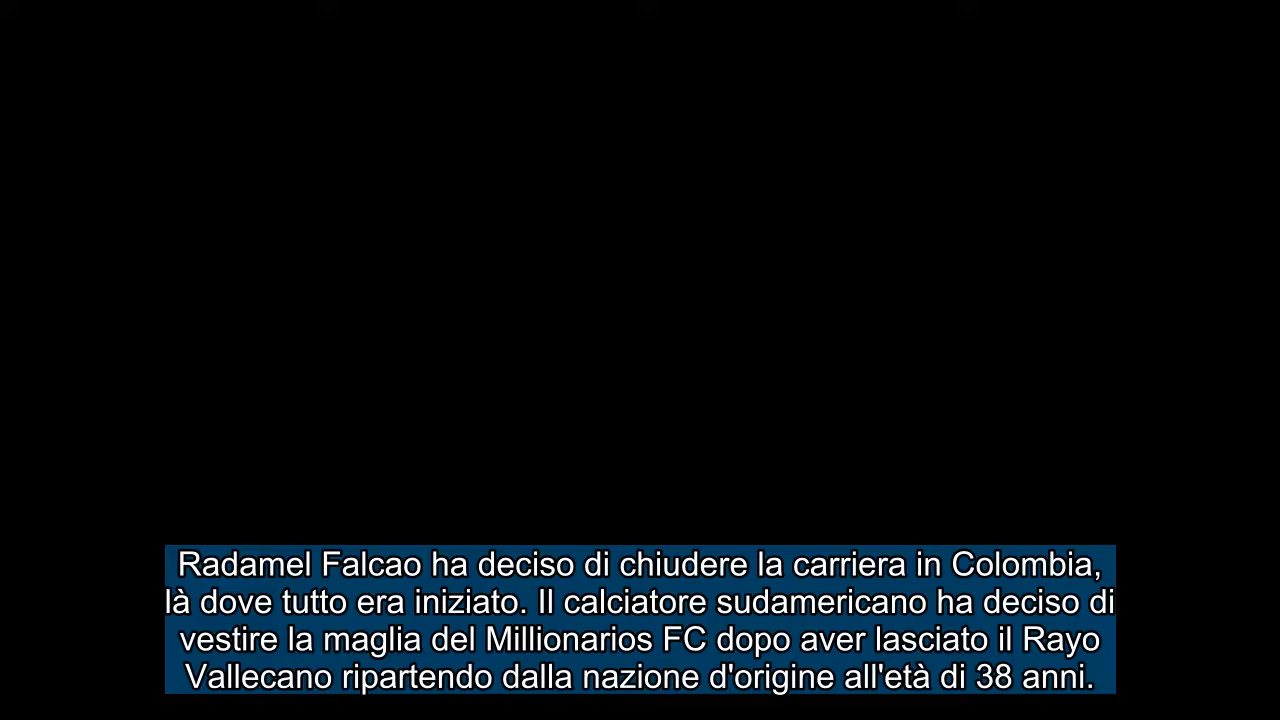 Radamel Falcao ha deciso di chiudere la carriera in Colombia,
là dove tutto era iniziato. Il calciatore sudamericano ha deciso di
vestire la maglia del Millionarios FC dopo aver lasciato il Rayo
Vallecano ripartendo dalla nazione d'origine all'età di 38 anni.